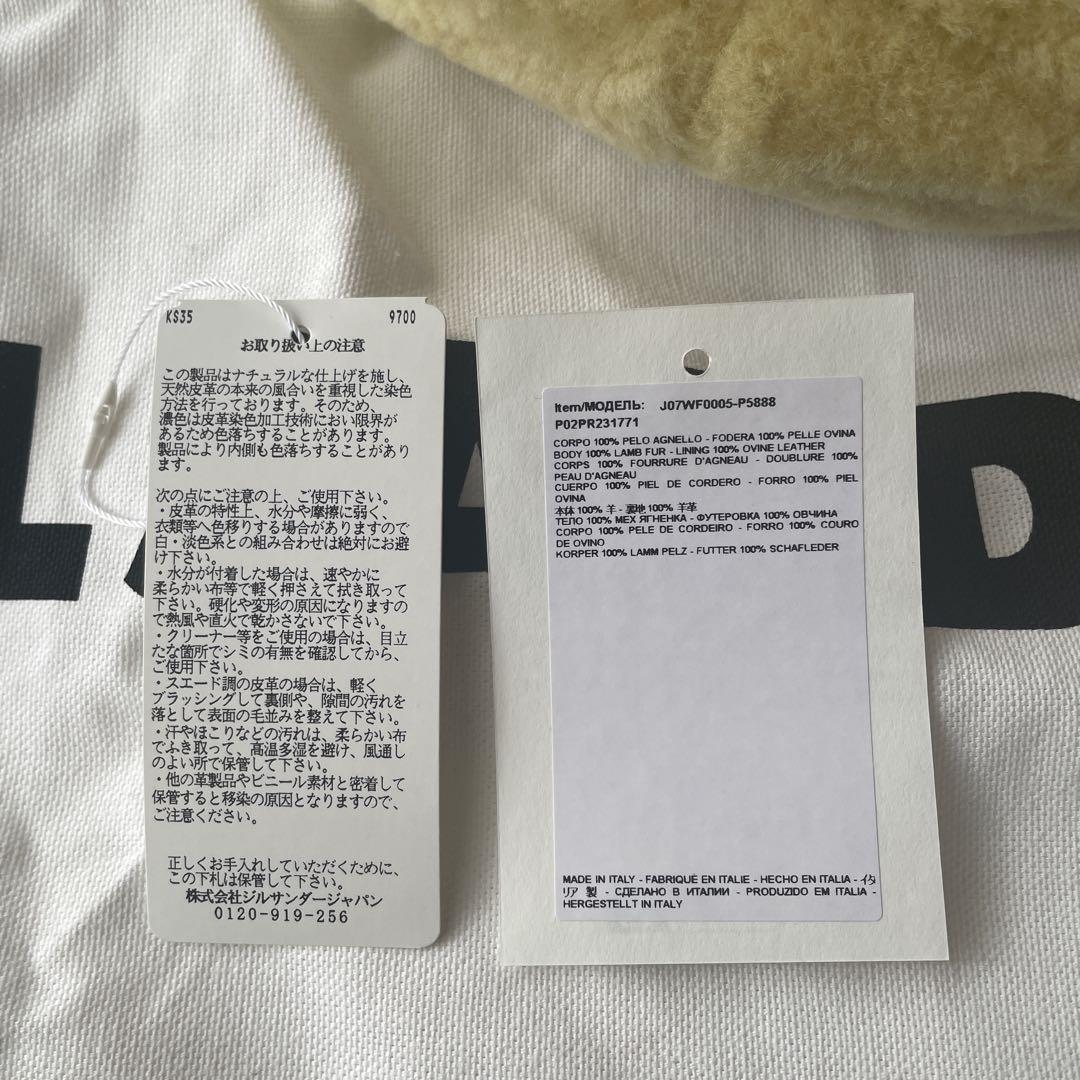 KS35 9700
お取り扱い上の注意
この製品はナチュラルな仕上げを施し、
天然皮革の本来の風合いを重視した染色
方法を行っております。そのため、
濃色は皮革染色加工技術におい限界が
あるため色落ちすることがあります。
製品により内側も色落ちすることがあり
ます。
次の点にご注意の上、ご使用下さい。
・皮革の特性上、水分や摩擦に弱く、
衣類等へ色移りする場合がありますので
白・淡色系との組み合わせは絶対にお避
け下さい。
・水分が付着した場合は、速やかに
柔らかい布等で軽く押さえて拭き取って
下さい。硬化や変形の原因になりますの
で熱風や直火で乾かさないで下さい。
・クリーナー等をご使用の場合は、目立
たな箇所でシミの有無を確認してから、
ご使用下さい。
・スエード調の皮革の場合は、軽く
ブラッシングして裏側や、隙間の汚れを
落として表面の毛並みを整えて下さい。
・汗やほこりなどの汚れは、柔らかい布
でふき取って、高温多湿を避け、風通し
のよい所で保管して下さい。
・他の革製品やビニール素材と密着して
保管すると移染の原因となりますので、
ご注意ください。
正しくお手入れしていただくために、
この下札は保管して下さい。
株式会社ジルサンダージャパン
0120-919-256
Item/МОДЕЛЬ: J07WF0005-P5888
P02PR231771
CORPO 100% PELO AGNELLO - FODERA 100% PELLE OVINA
BODY 100% LAMB FUR - LINING 100% OVINE LEATHER
CORPS 100% FOURRURE D'AGNEAU - DOUBLURE 100%
PEAU D'AGNEAU
CUERPO 100% PIEL DE CORDERO - FORRO 100% PIEL
OVINA
本体 100% 羊 - 裏地 100% 羊革
ТЕЛО 100% МЕХ ЯГНЕНКА - ФУТЕРОВКА 100% ОВЧИНА
CORPO 100% PELE DE CORDEIRO - FORRO 100% COURO
DE OVINO
KORPER 100% LAMM PELZ - FUTTER 100% SCHAFLEDER
MADE IN ITALY - FABRIQUÉ EN ITALIE - HECHO EN ITALIA - イタ
リア 製 - СДЕЛАНО В ИТАЛИИ - PRODUZIDO EM ITALIA -
HERGESTELLT IN ITALY